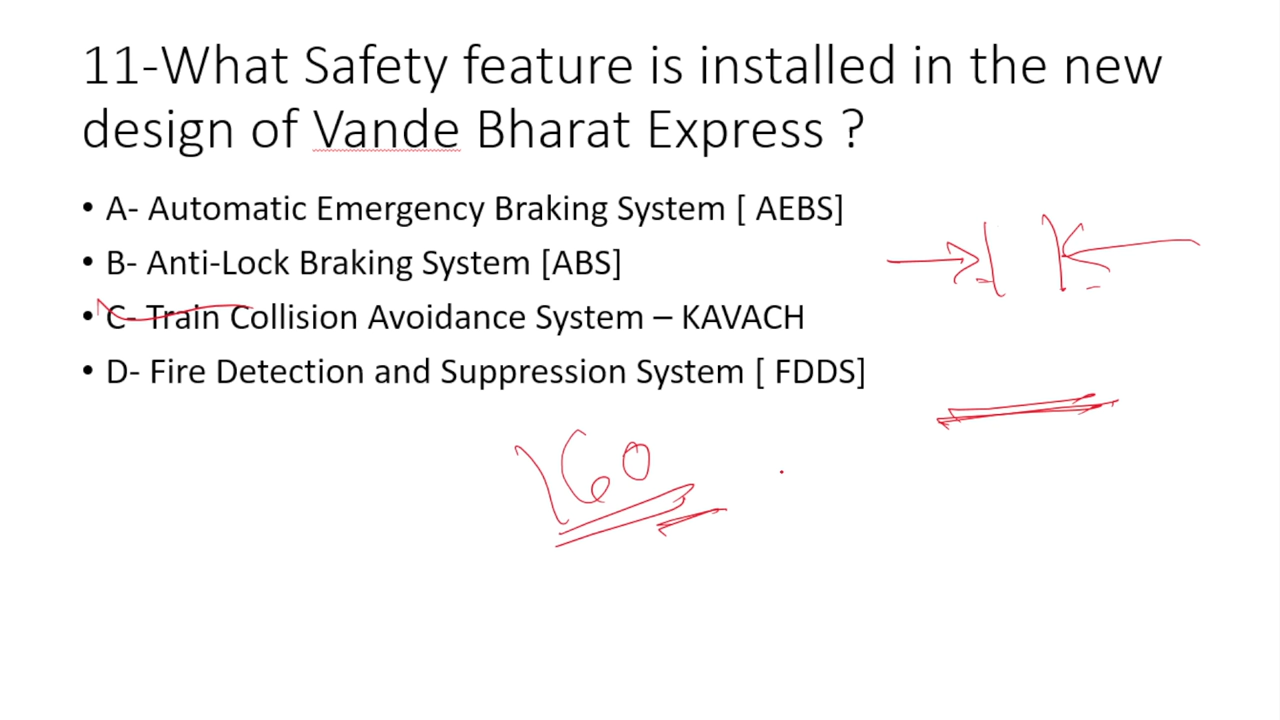 11-What Safety feature is installed in the new
design of Vande Bharat Express ?
• A- Automatic Emergency Braking System [ AEBS]
• B- Anti-Lock Braking System [ABS]
• C- Train Collision Avoidance System – KAVACH
• D- Fire Detection and Suppression System [ FDDS]
160